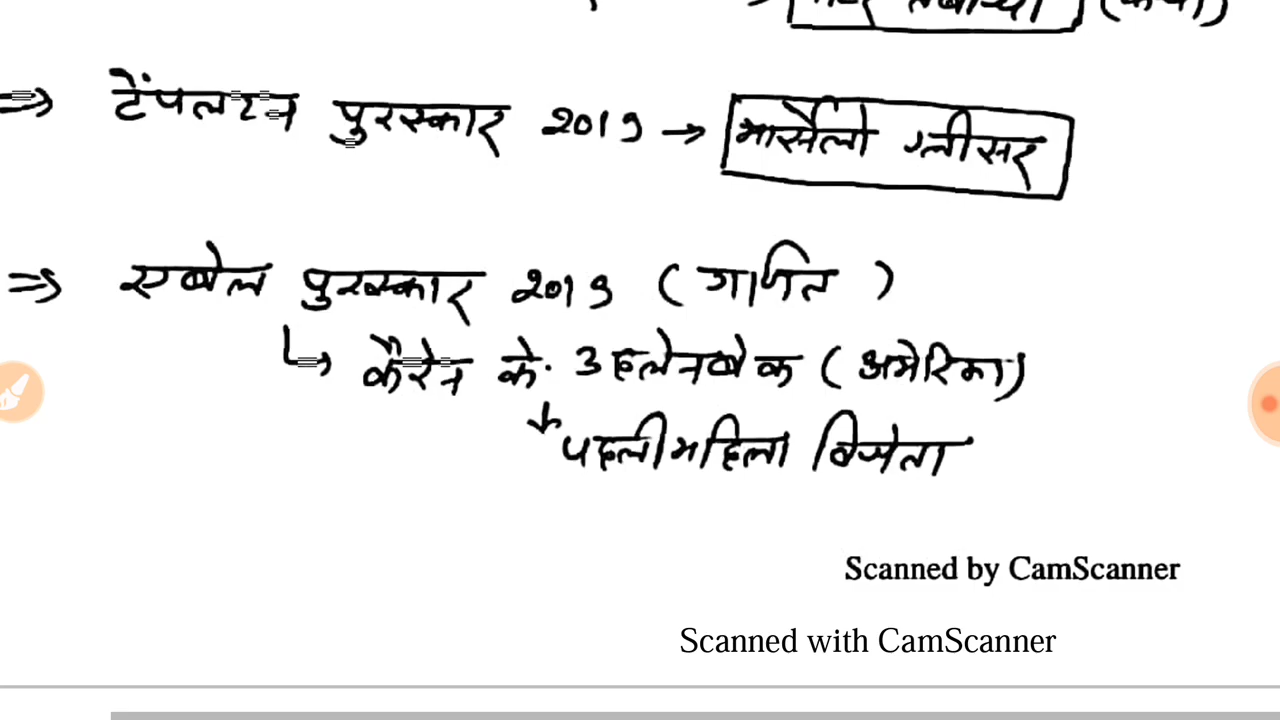 ⇒ टेंपलटन पुरस्कार 2019 → मार्सेलो ग्लीसर
⇒ एबेल पुरस्कार 2019 ( गणित )
↳ कैरेन के. उहलेनबेक ( अमेरिका )
↓ पहली महिला विजेता
Scanned by CamScanner
Scanned with CamScanner